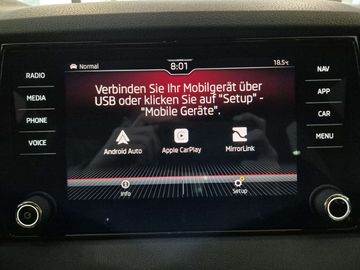 Normal 8:01 18.5°c
RADIO
MEDIA
PHONE
VOICE
Verbinden Sie Ihr Mobilgerät über
USB oder klicken Sie auf "Setup" -
"Mobile Geräte".
Android Auto Apple CarPlay MirrorLink
Info Setup
NAV
APP
CAR
MENU